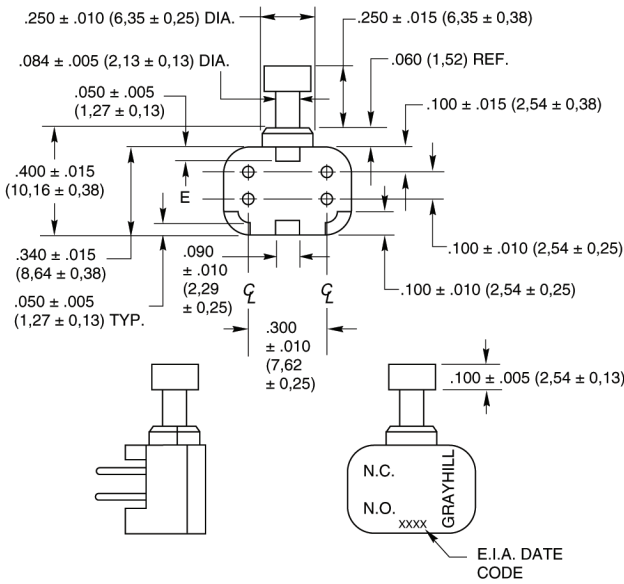 .250 ± .010 (6,35 ± 0,25) DIA.
.250 ± .015 (6,35 ± 0,38)
.084 ± .005 (2,13 ± 0,13) DIA.
.060 (1,52) REF.
.050 ± .005
(1,27 ± 0,13)
.100 ± .015 (2,54 ± 0,38)
.400 ± .015
(10,16 ± 0,38)
E
.340 ± .015
(8,64 ± 0,38)
.090
± .010
(2,29
± 0,25)
.100 ± .010 (2,54 ± 0,25)
.100 ± .010 (2,54 ± 0,25)
.050 ± .005
(1,27 ± 0,13) TYP.
℄
℄
.300
± .010
(7,62
± 0,25)
.100 ± .005 (2,54 ± 0,13)
N.C.
N.O.
XXXX
GRAYHILL
E.I.A. DATE
CODE